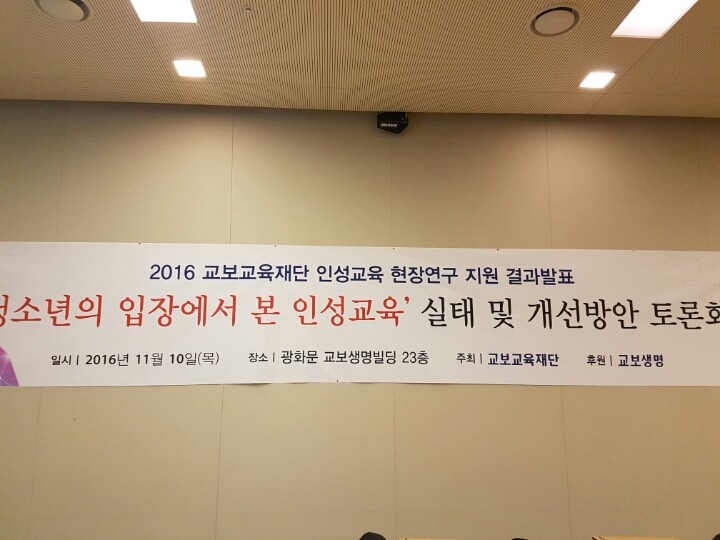 2016 교보교육재단 인성교육 현장연구 지원 결과발표
청소년의 입장에서 본 인성교육' 실태 및 개선방안 토론회
일시 | 2016년 11월 10일(목) 장소 | 광화문 교보생명빌딩 23층 주최 | 교보교육재단 후원 | 교보생명